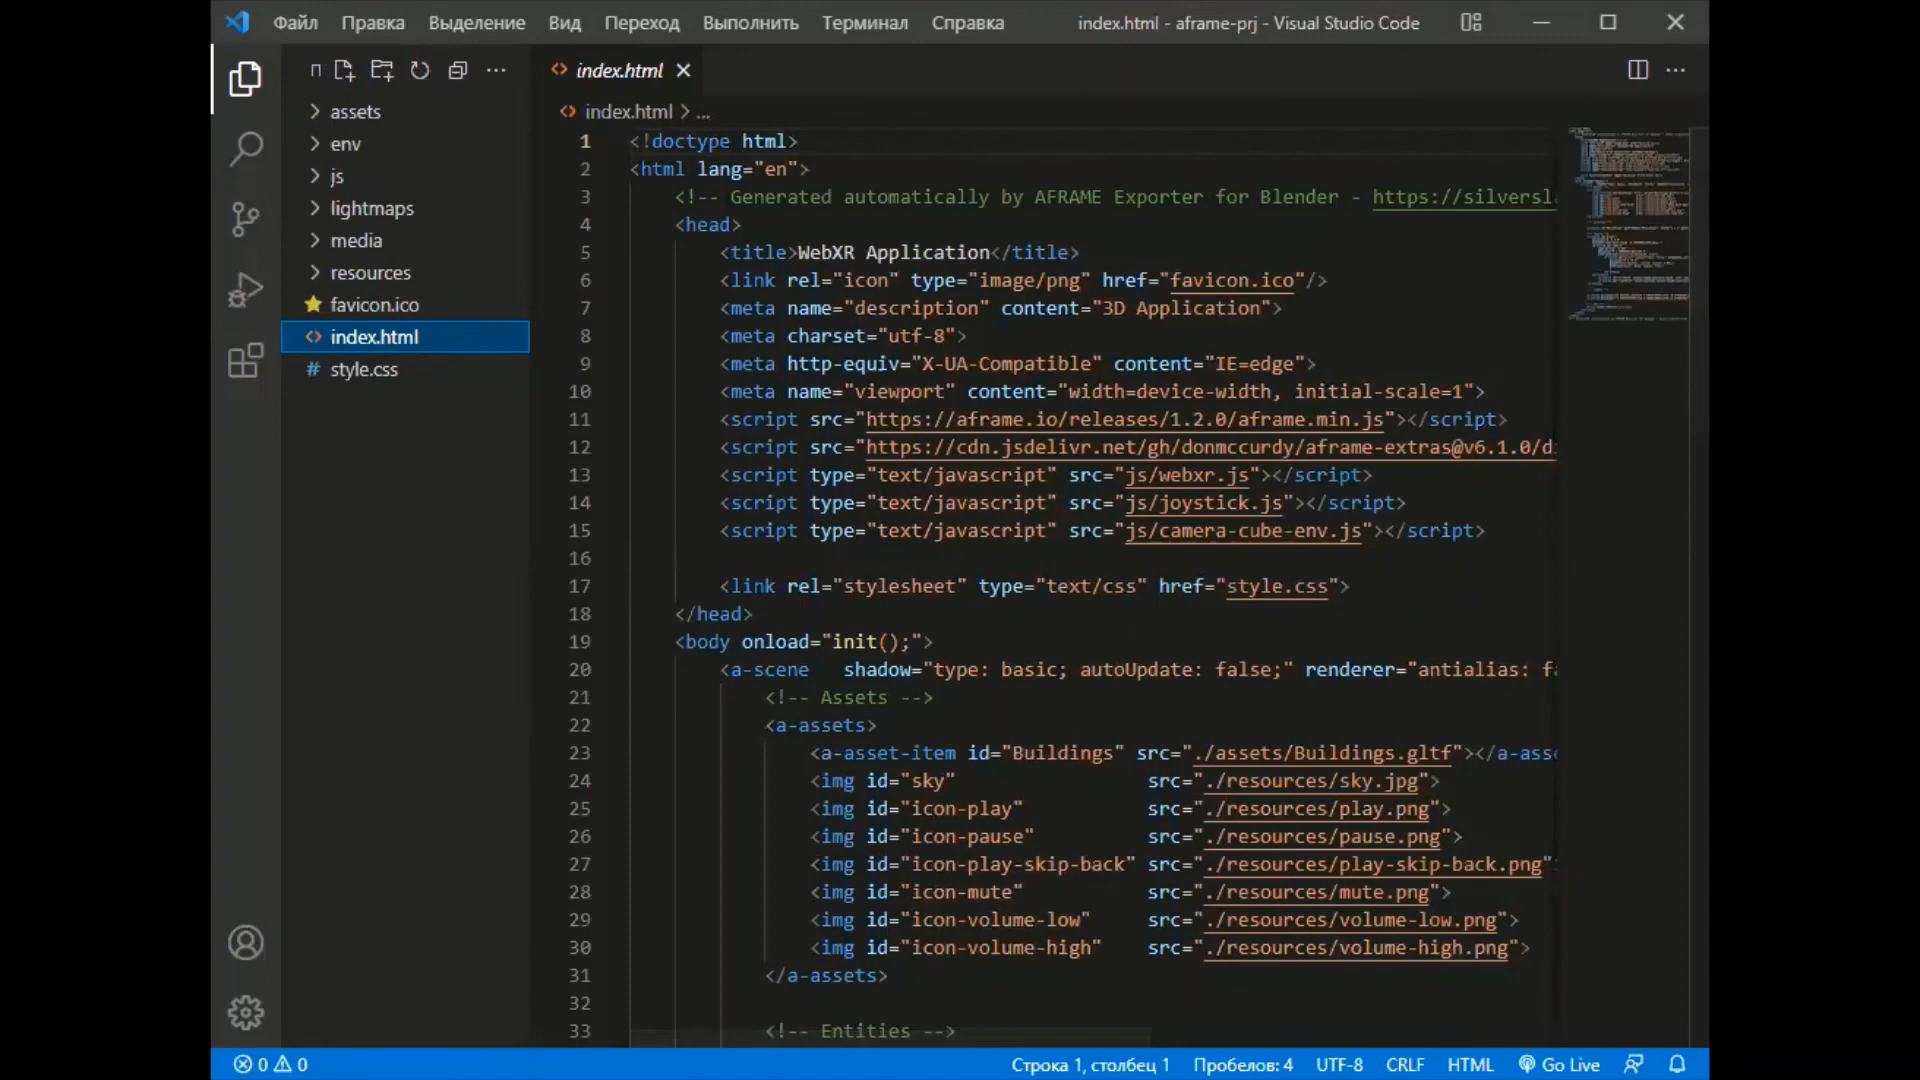 Файл Правка Выделение Вид Переход Выполнить Терминал Справка index.html - aframe-prj - Visual Studio Code
П
index.html
assets
env
js
lightmaps
media
resources
favicon.ico
index.html
style.css
index.html > ...
1 <!doctype html>
2 <html lang="en">
3 <!-- Generated automatically by AFRAME Exporter for Blender - https://silversl
4 <head>
5 <title>WebXR Application</title>
6 <link rel="icon" type="image/png" href="favicon.ico"/>
7 <meta name="description" content="3D Application">
8 <meta charset="utf-8">
9 <meta http-equiv="X-UA-Compatible" content="IE=edge">
10 <meta name="viewport" content="width=device-width, initial-scale=1">
11 <script src="https://aframe.io/releases/1.2.0/aframe.min.js"></script>
12 <script src="https://cdn.jsdelivr.net/gh/donmccurdy/aframe-extras@v6.1.0/d
13 <script type="text/javascript" src="js/webxr.js"></script>
14 <script type="text/javascript" src="js/joystick.js"></script>
15 <script type="text/javascript" src="js/camera-cube-env.js"></script>
16
17 <link rel="stylesheet" type="text/css" href="style.css">
18 </head>
19 <body onload="init();">
20 <a-scene shadow="type: basic; autoUpdate: false;" renderer="antialias: f
21 <!-- Assets -->
22 <a-assets>
23 <a-asset-item id="Buildings" src="./assets/Buildings.gltf"></a-ass
24 <img id="sky" src="./resources/sky.jpg">
25 <img id="icon-play" src="./resources/play.png">
26 <img id="icon-pause" src="./resources/pause.png">
27 <img id="icon-play-skip-back" src="./resources/play-skip-back.png"
28 <img id="icon-mute" src="./resources/mute.png">
29 <img id="icon-volume-low" src="./resources/volume-low.png">
30 <img id="icon-volume-high" src="./resources/volume-high.png">
31 </a-assets>
32
33 <!-- Entities -->
0 0 Строка 1, столбец 1 Пробелов: 4 UTF-8 CRLF HTML Go Live